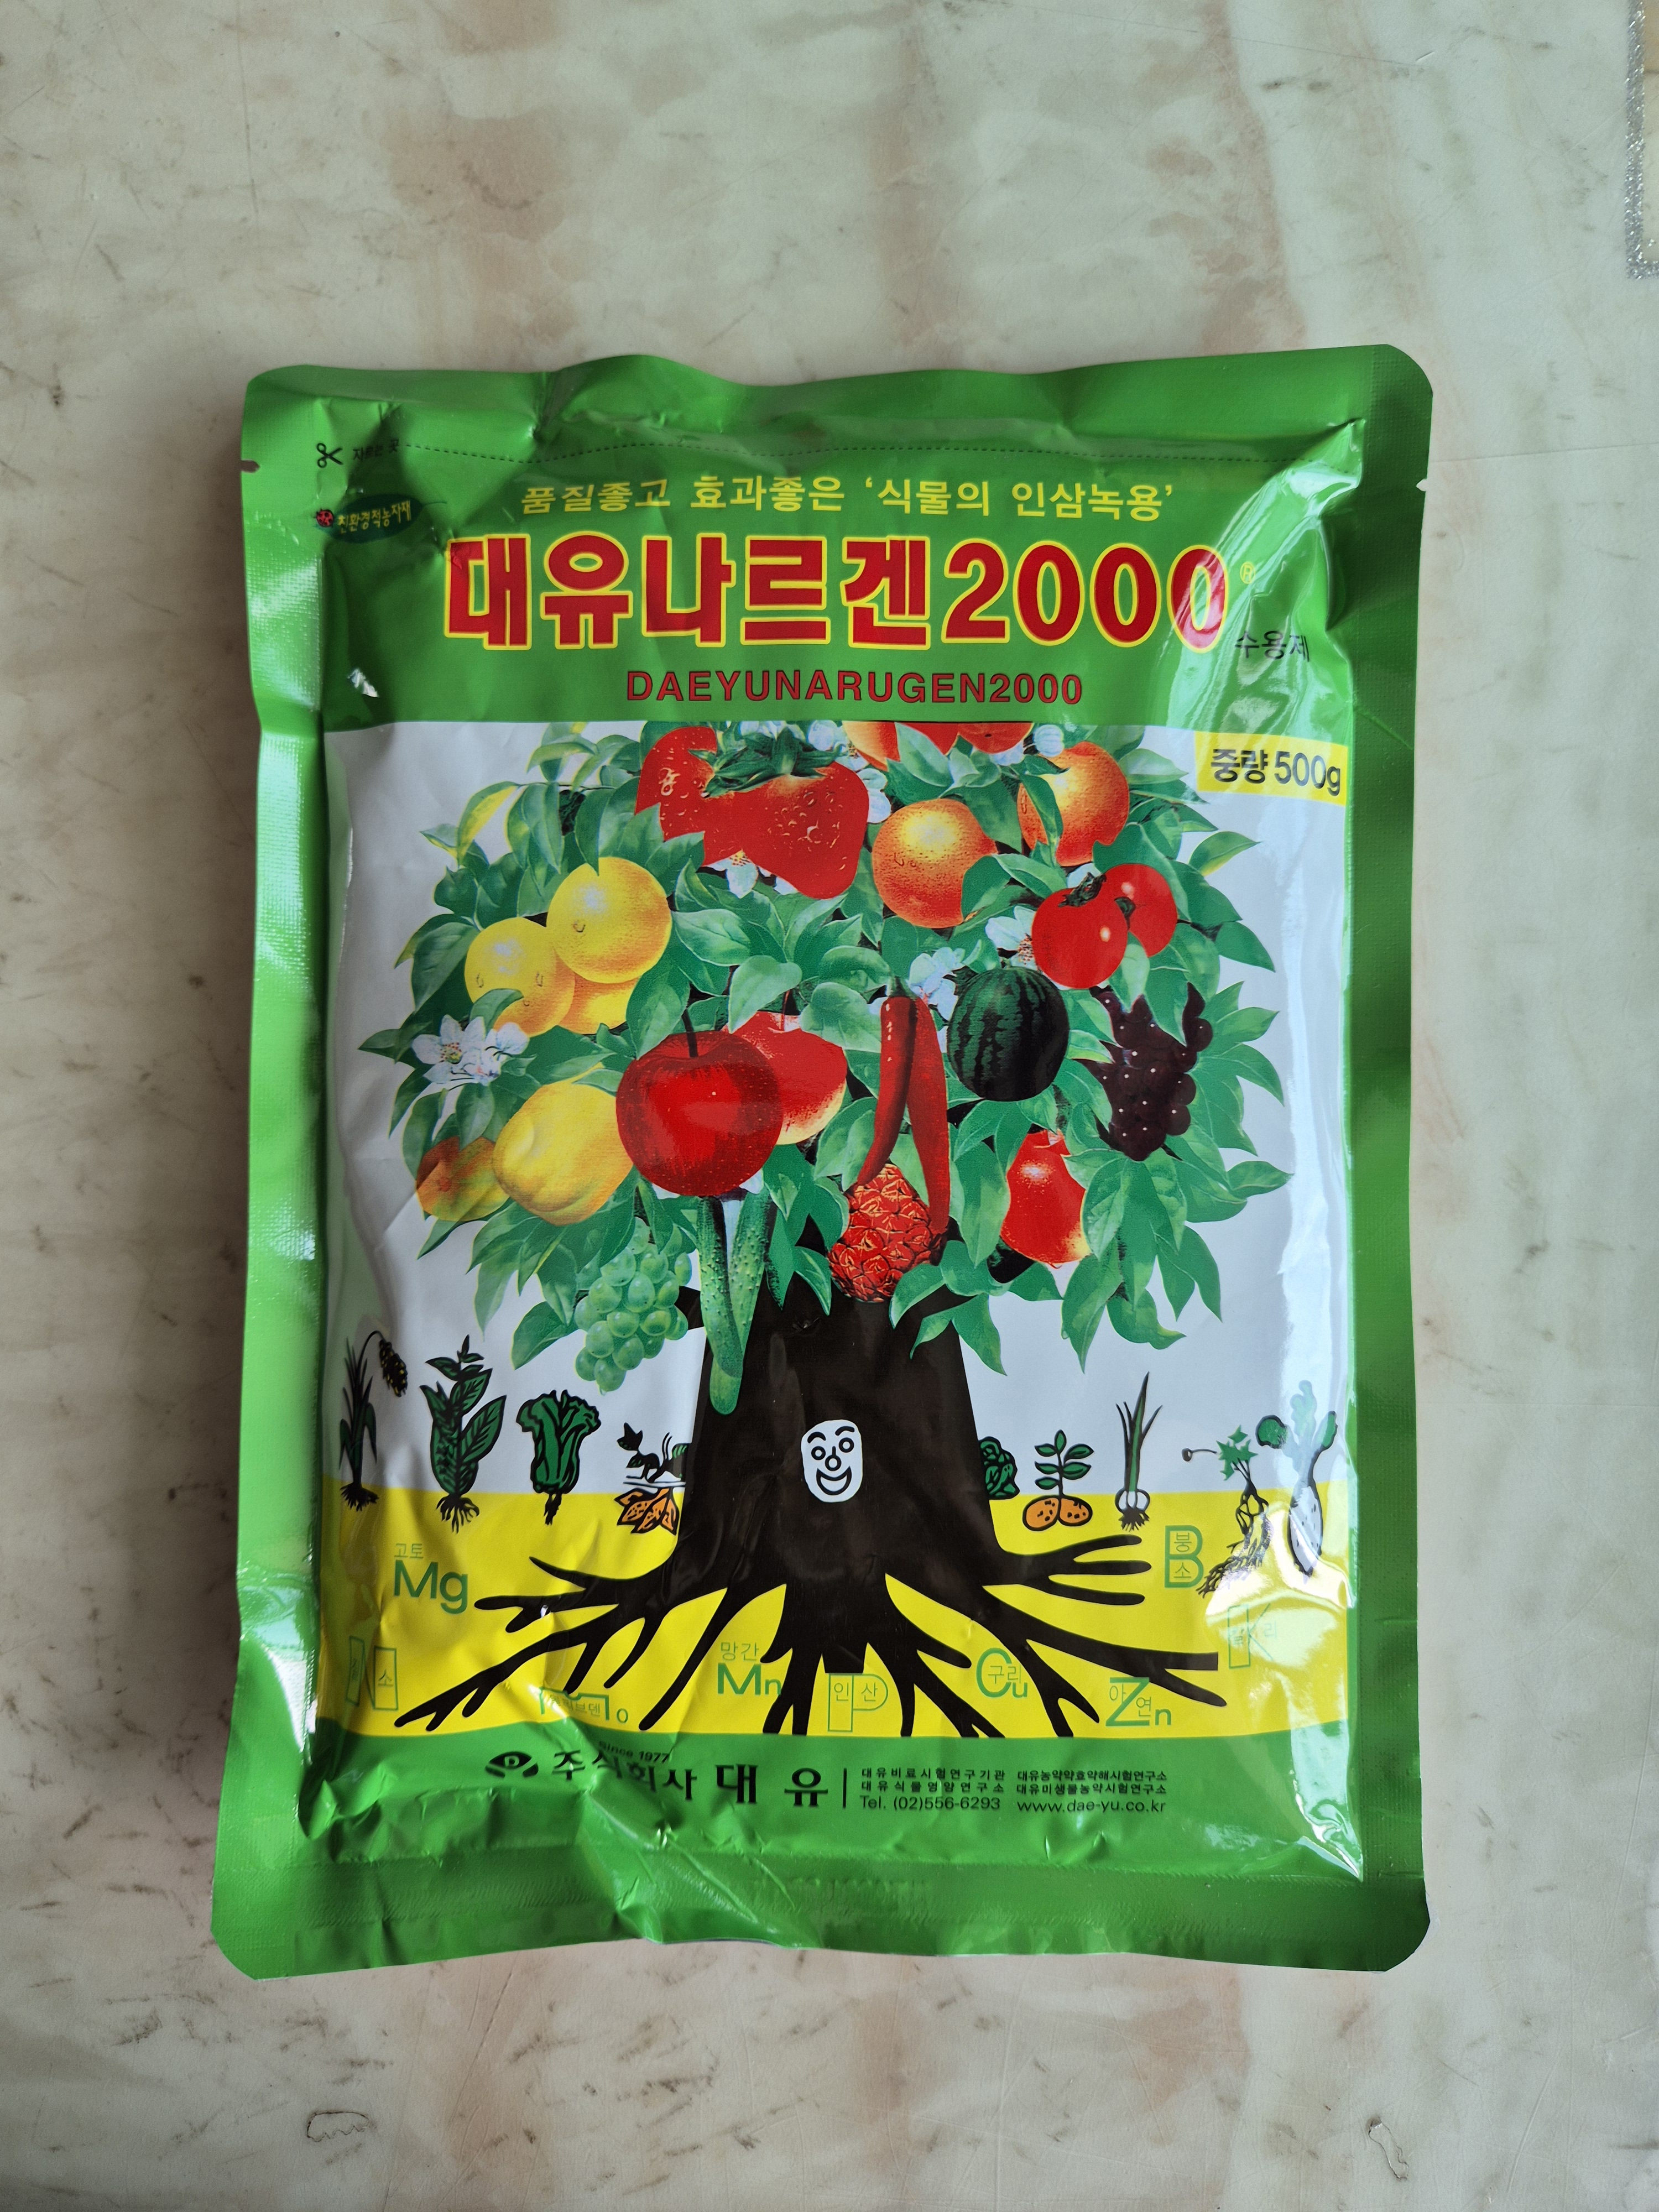 자르는 곳
친환경적농자재
품질좋고 효과좋은 ‘식물의 인삼녹용’
대유나르겐2000®
수용제
DAEYUNARUGEN2000
중량 500g
고토
Mg
붕소
B
소
망간
Mn
인산
P
구리
Cu
아연
Zn
K
Since 1977
주식회사 대유
대유비료시험연구기관 대유농약약효약해시험연구소
대유식물영양연구소 대유미생물농약시험연구소
Tel. (02)556-6293 www.dae-yu.co.kr